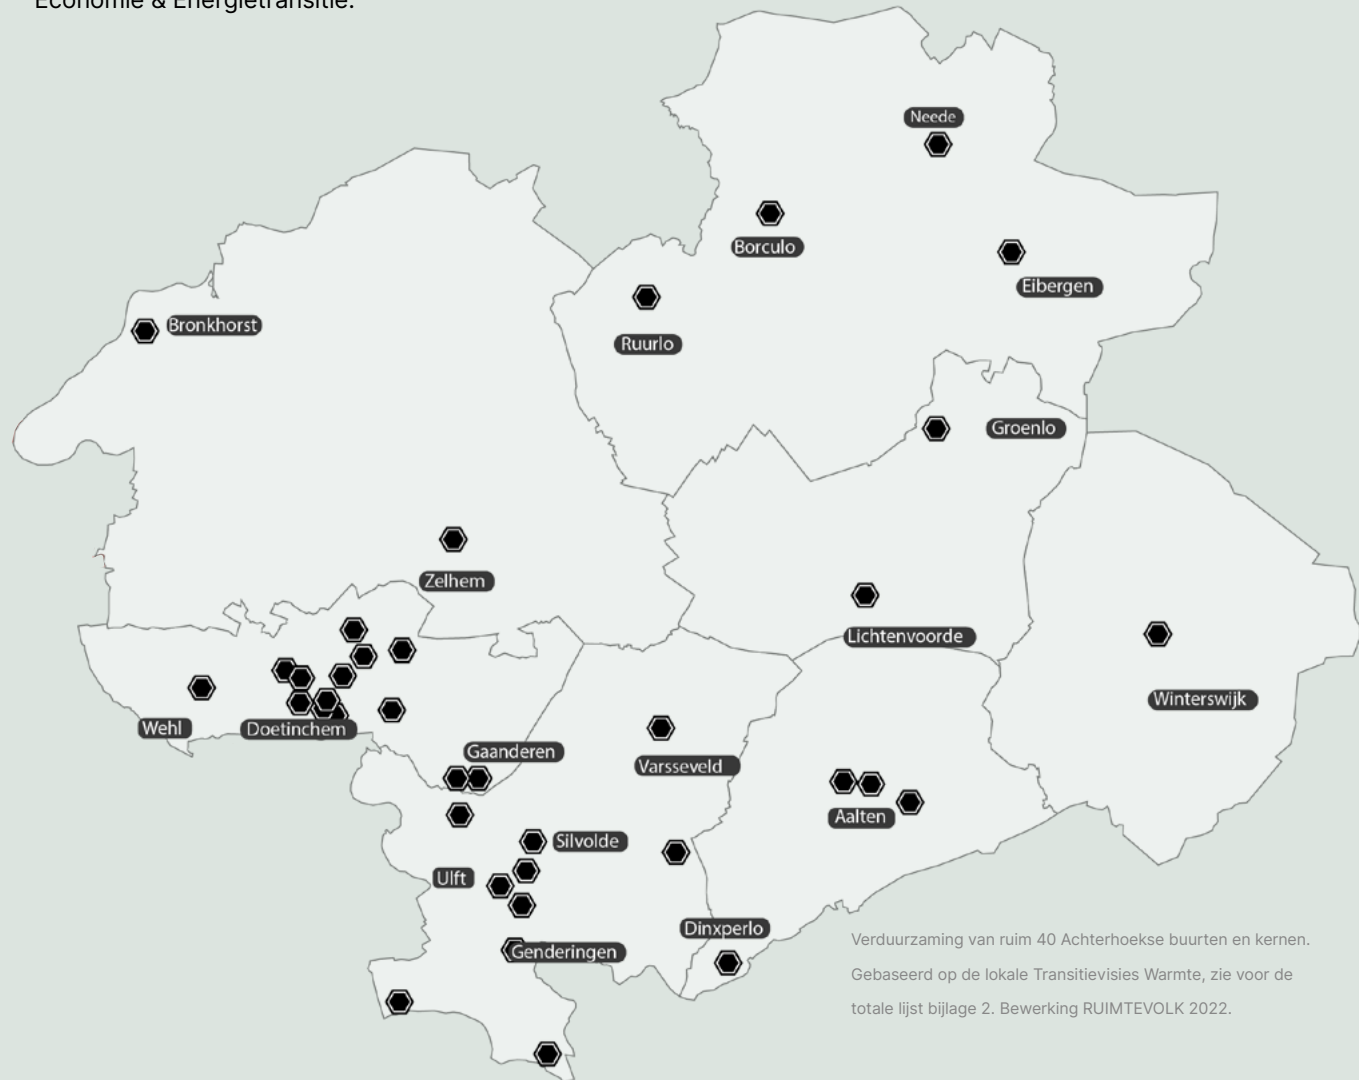 Economie & Energietransitie.
Neede
Borculo
Eibergen
Bronkhorst
Ruurlo
Groenlo
Zelhem
Lichtenvoorde
Winterswijk
Wehl
Doetinchem
Gaanderen
Varsseveld
Aalten
Silvolde
Ulft
Dinxperlo
Genderingen
Verduurzaming van ruim 40 Achterhoekse buurten en kernen.
Gebaseerd op de lokale Transitievisies Warmte, zie voor de
totale lijst bijlage 2. Bewerking RUIMTEVOLK 2022.